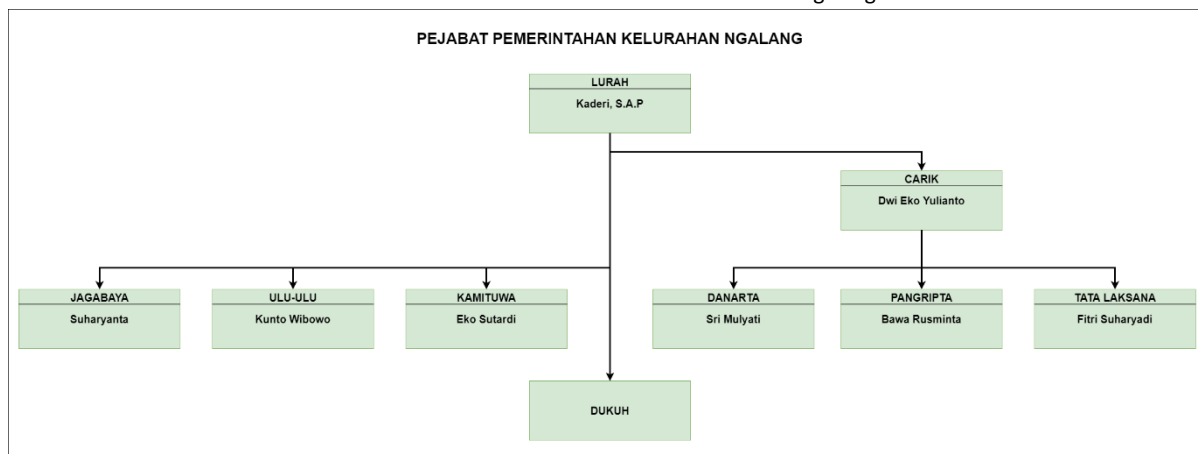 PEJABAT PEMERINTAHAN KELURAHAN NGALANG
LURAH
Kaderi, S.A.P
CARIK
Dwi Eko Yulianto
JAGABAYA
Suharyanta
ULU-ULU
Kunto Wibowo
KAMITUWA
Eko Sutardi
DANARTA
Sri Mulyati
PANGRIPTA
Bawa Rusminta
TATA LAKSANA
Fitri Suharyadi
DUKUH